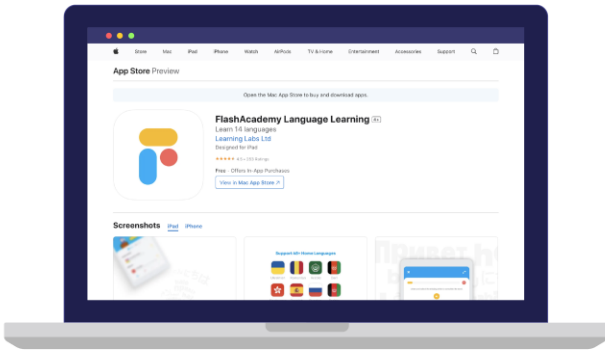 Store Mac iPad iPhone Watch AirPods TV & Home Entertainment Accessories Support
App Store Preview
Open the Mac App Store to buy and download apps.
FlashAcademy Language Learning 4+
Learn 14 languages
Learning Labs Ltd
Designed for iPad
Free · Offers In-App Purchases
View in Mac App Store ↗
Screenshots iPad iPhone
Support 40+ Home Languages